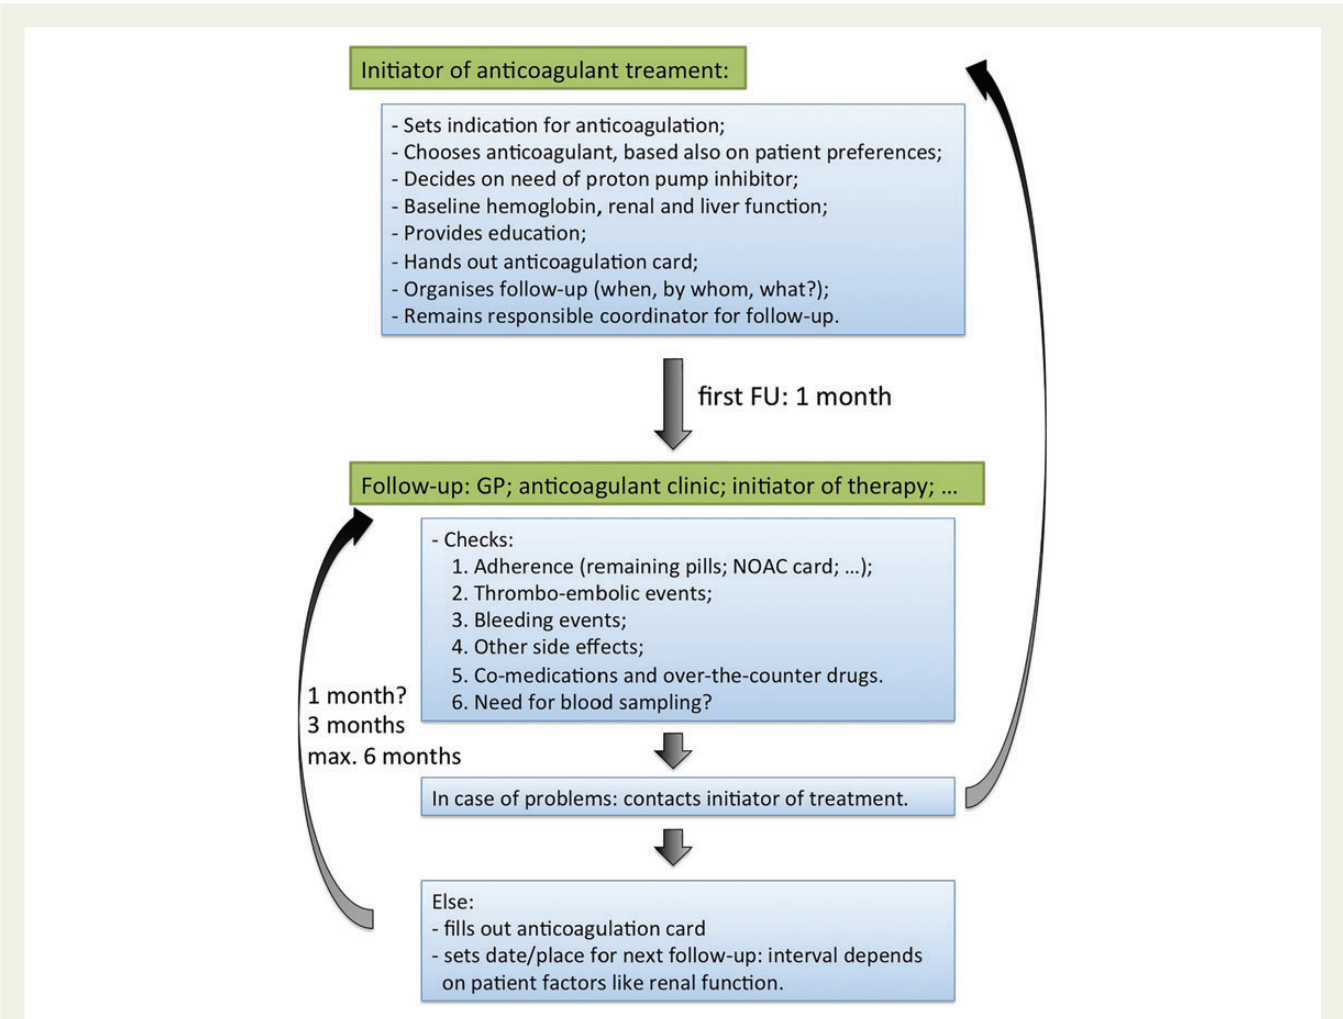 Initiator of anticoagulant treament:
- Sets indication for anticoagulation;
- Chooses anticoagulant, based also on patient preferences;
- Decides on need of proton pump inhibitor;
- Baseline hemoglobin, renal and liver function;
- Provides education;
- Hands out anticoagulation card;
- Organises follow-up (when, by whom, what?);
- Remains responsible coordinator for follow-up.
first FU: 1 month
Follow-up: GP; anticoagulant clinic; initiator of therapy; ...
- Checks:
1. Adherence (remaining pills; NOAC card; ...);
2. Thrombo-embolic events;
3. Bleeding events;
4. Other side effects;
5. Co-medications and over-the-counter drugs.
6. Need for blood sampling?
1 month?
3 months
max. 6 months
In case of problems: contacts initiator of treatment.
Else:
- fills out anticoagulation card
- sets date/place for next follow-up: interval depends
on patient factors like renal function.